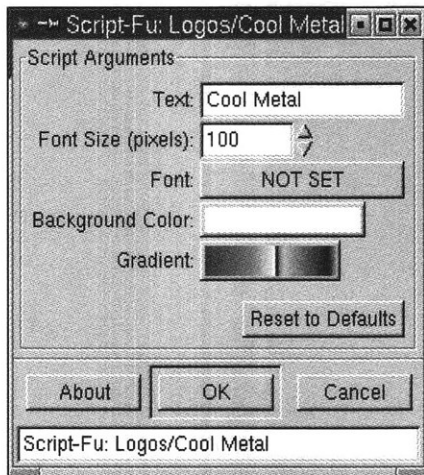 Script-Fu: Logos/Cool Metal
Script Arguments
Text: Cool Metal
Font Size (pixels): 100
Font: NOT SET
Background Color:
Gradient:
Reset to Defaults
About OK Cancel
Script-Fu: Logos/Cool Metal